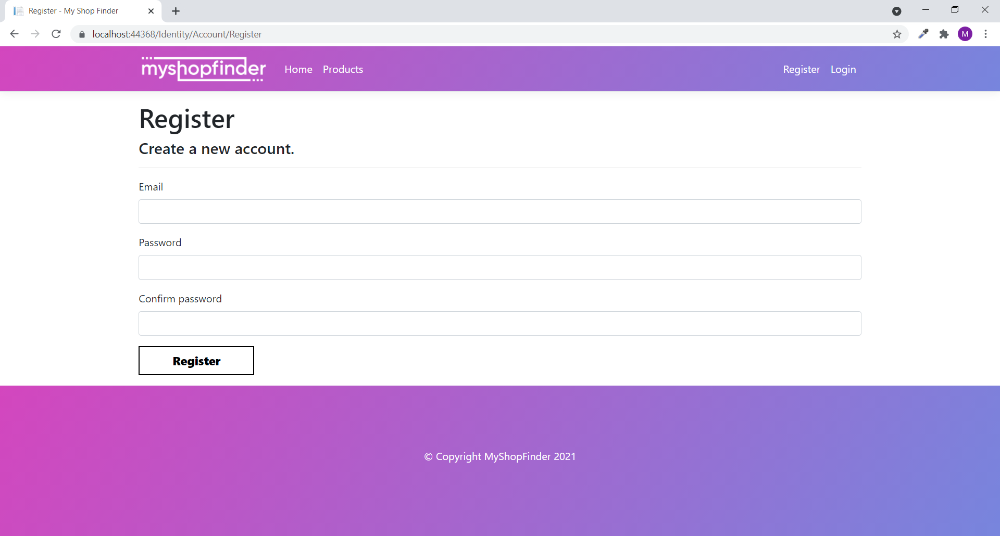 Register - My Shop Finder
localhost:44368/Identity/Account/Register
M
myshopfinder
Home Products
Register Login
Register
Create a new account.
Email
Password
Confirm password
Register
© Copyright MyShopFinder 2021